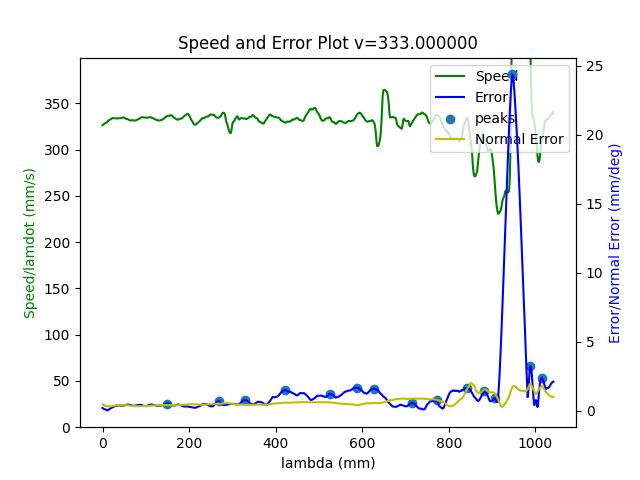 Speed and Error Plot v=333.000000
Speed/lamdot (mm/s)
350
300
250
200
150
100
50
0
0
200
400
600
800
1000
lambda (mm)
25
20
15
10
5
0
Error/Normal Error (mm/deg)
Speed
Error
peaks
Normal Error